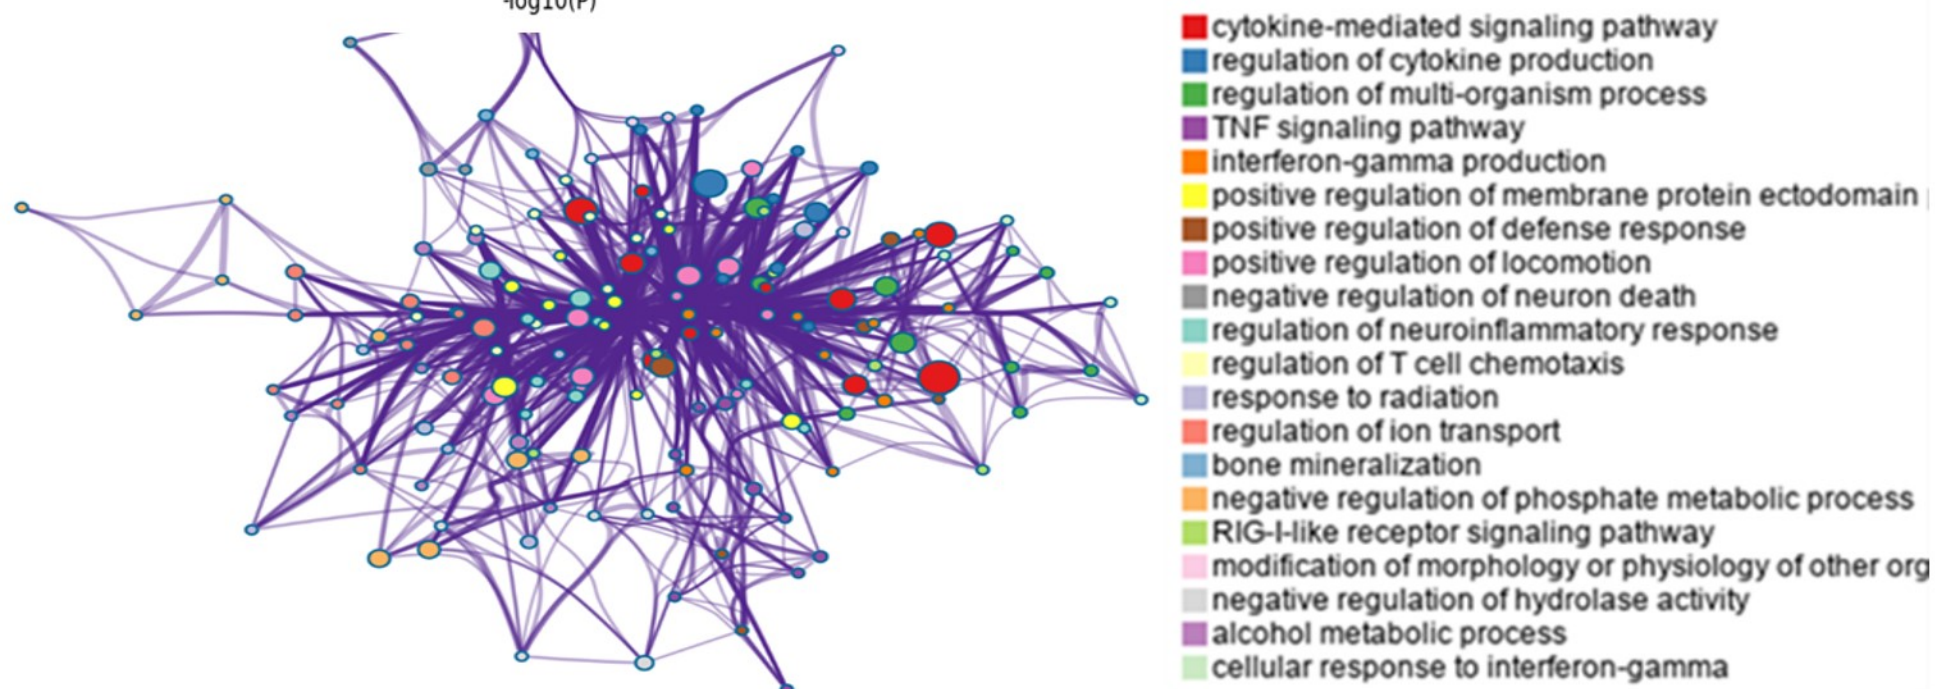 -log10(P)
cytokine-mediated signaling pathway
regulation of cytokine production
regulation of multi-organism process
TNF signaling pathway
interferon-gamma production
positive regulation of membrane protein ectodomain
positive regulation of defense response
positive regulation of locomotion
negative regulation of neuron death
regulation of neuroinflammatory response
regulation of T cell chemotaxis
response to radiation
regulation of ion transport
bone mineralization
negative regulation of phosphate metabolic process
RIG-I-like receptor signaling pathway
modification of morphology or physiology of other org
negative regulation of hydrolase activity
alcohol metabolic process
cellular response to interferon-gamma